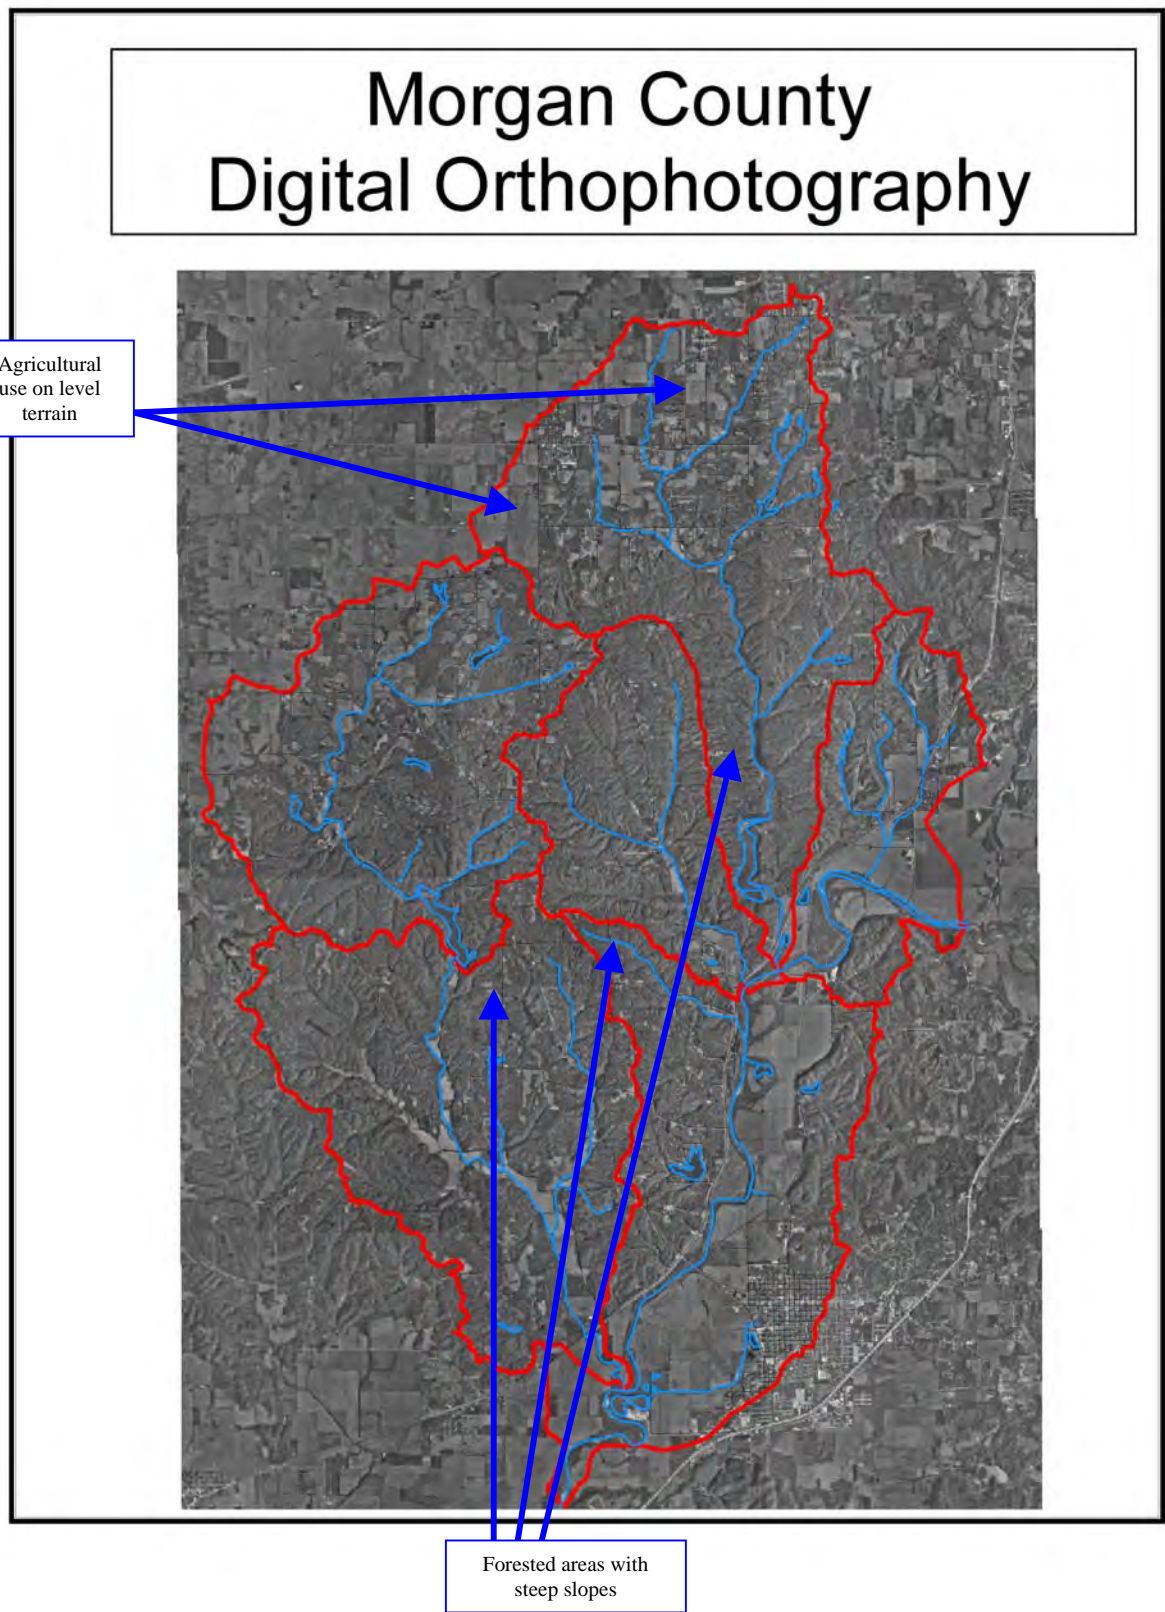 Morgan County
Digital Orthophotography
Agricultural
use on level
terrain
Forested areas with
steep slopes